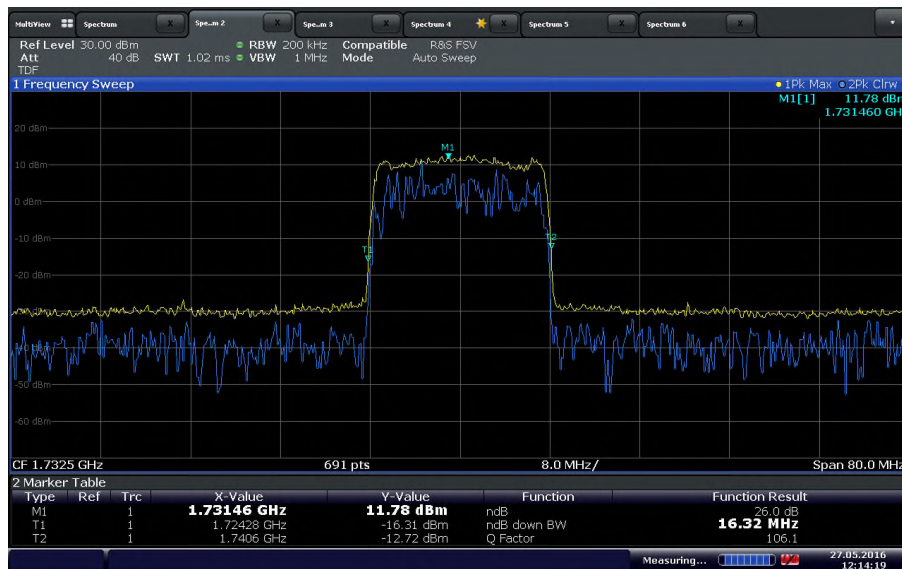 MultiView Spectrum X Spe...m 2 X Spe...m 3 X Spectrum 4 X Spectrum 5 X Spectrum 6 X
Ref Level 30.00 dBm RBW 200 kHz Compatible R&S FSV
Att 40 dB SWT 1.02 ms VBW 1 MHz Mode Auto Sweep
TDF
1 Frequency Sweep 1Pk Max 2Pk Clrw
M1[1] 11.78 dBm
1.731460 GH
20 dBm
M1
10 dBm
0 dBm
-10 dBm
T1 T2
-20 dBm
-50 dBm
-60 dBm
CF 1.7325 GHz 691 pts 8.0 MHz/ Span 80.0 MHz
2 Marker Table
Type Ref Trc X-Value Y-Value Function Function Result
M1 1 1.73146 GHz 11.78 dBm ndB 26.0 dB
T1 1 1.72428 GHz -16.31 dBm ndB down BW 16.32 MHz
T2 1 1.7406 GHz -12.72 dBm Q Factor 106.1
Measuring... 27.05.2016
12:14:19